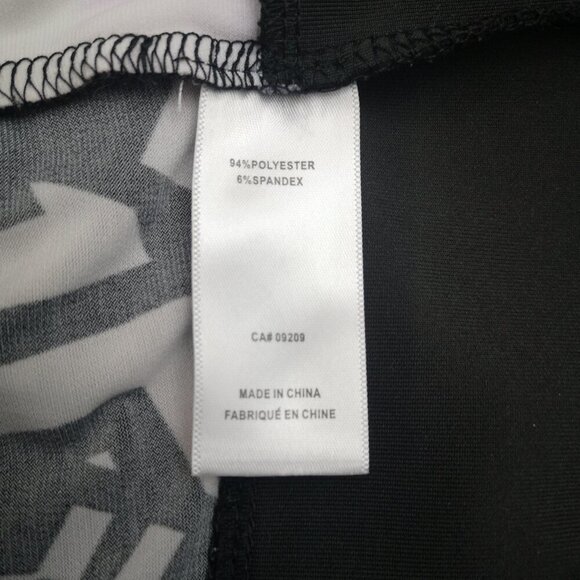 94%POLYESTER
6%SPANDEX
CA# 09209
MADE IN CHINA
FABRIQUÉ EN CHINE